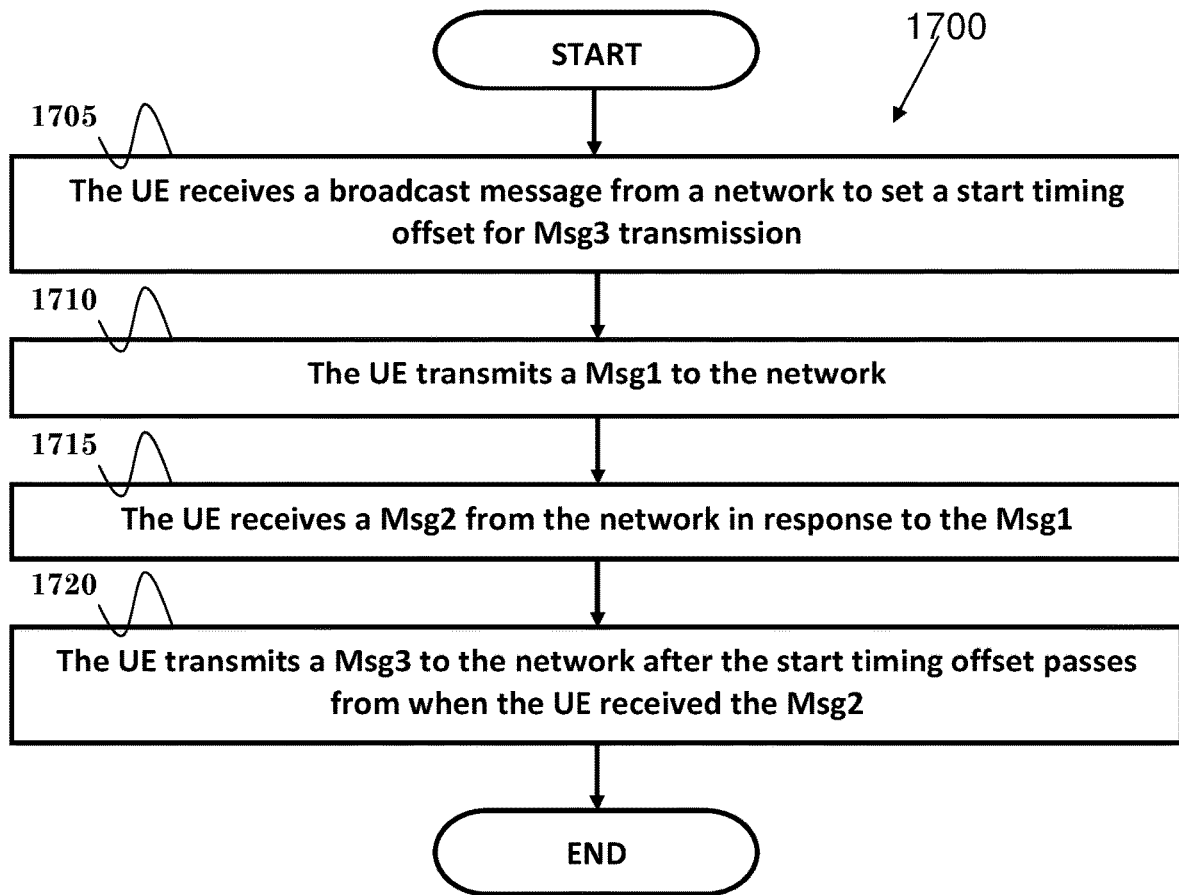 1700
START
1705
The UE receives a broadcast message from a network to set a start timing
offset for Msg3 transmission
1710
The UE transmits a Msg1 to the network
1715
The UE receives a Msg2 from the network in response to the Msg1
1720
The UE transmits a Msg3 to the network after the start timing offset passes
from when the UE received the Msg2
END